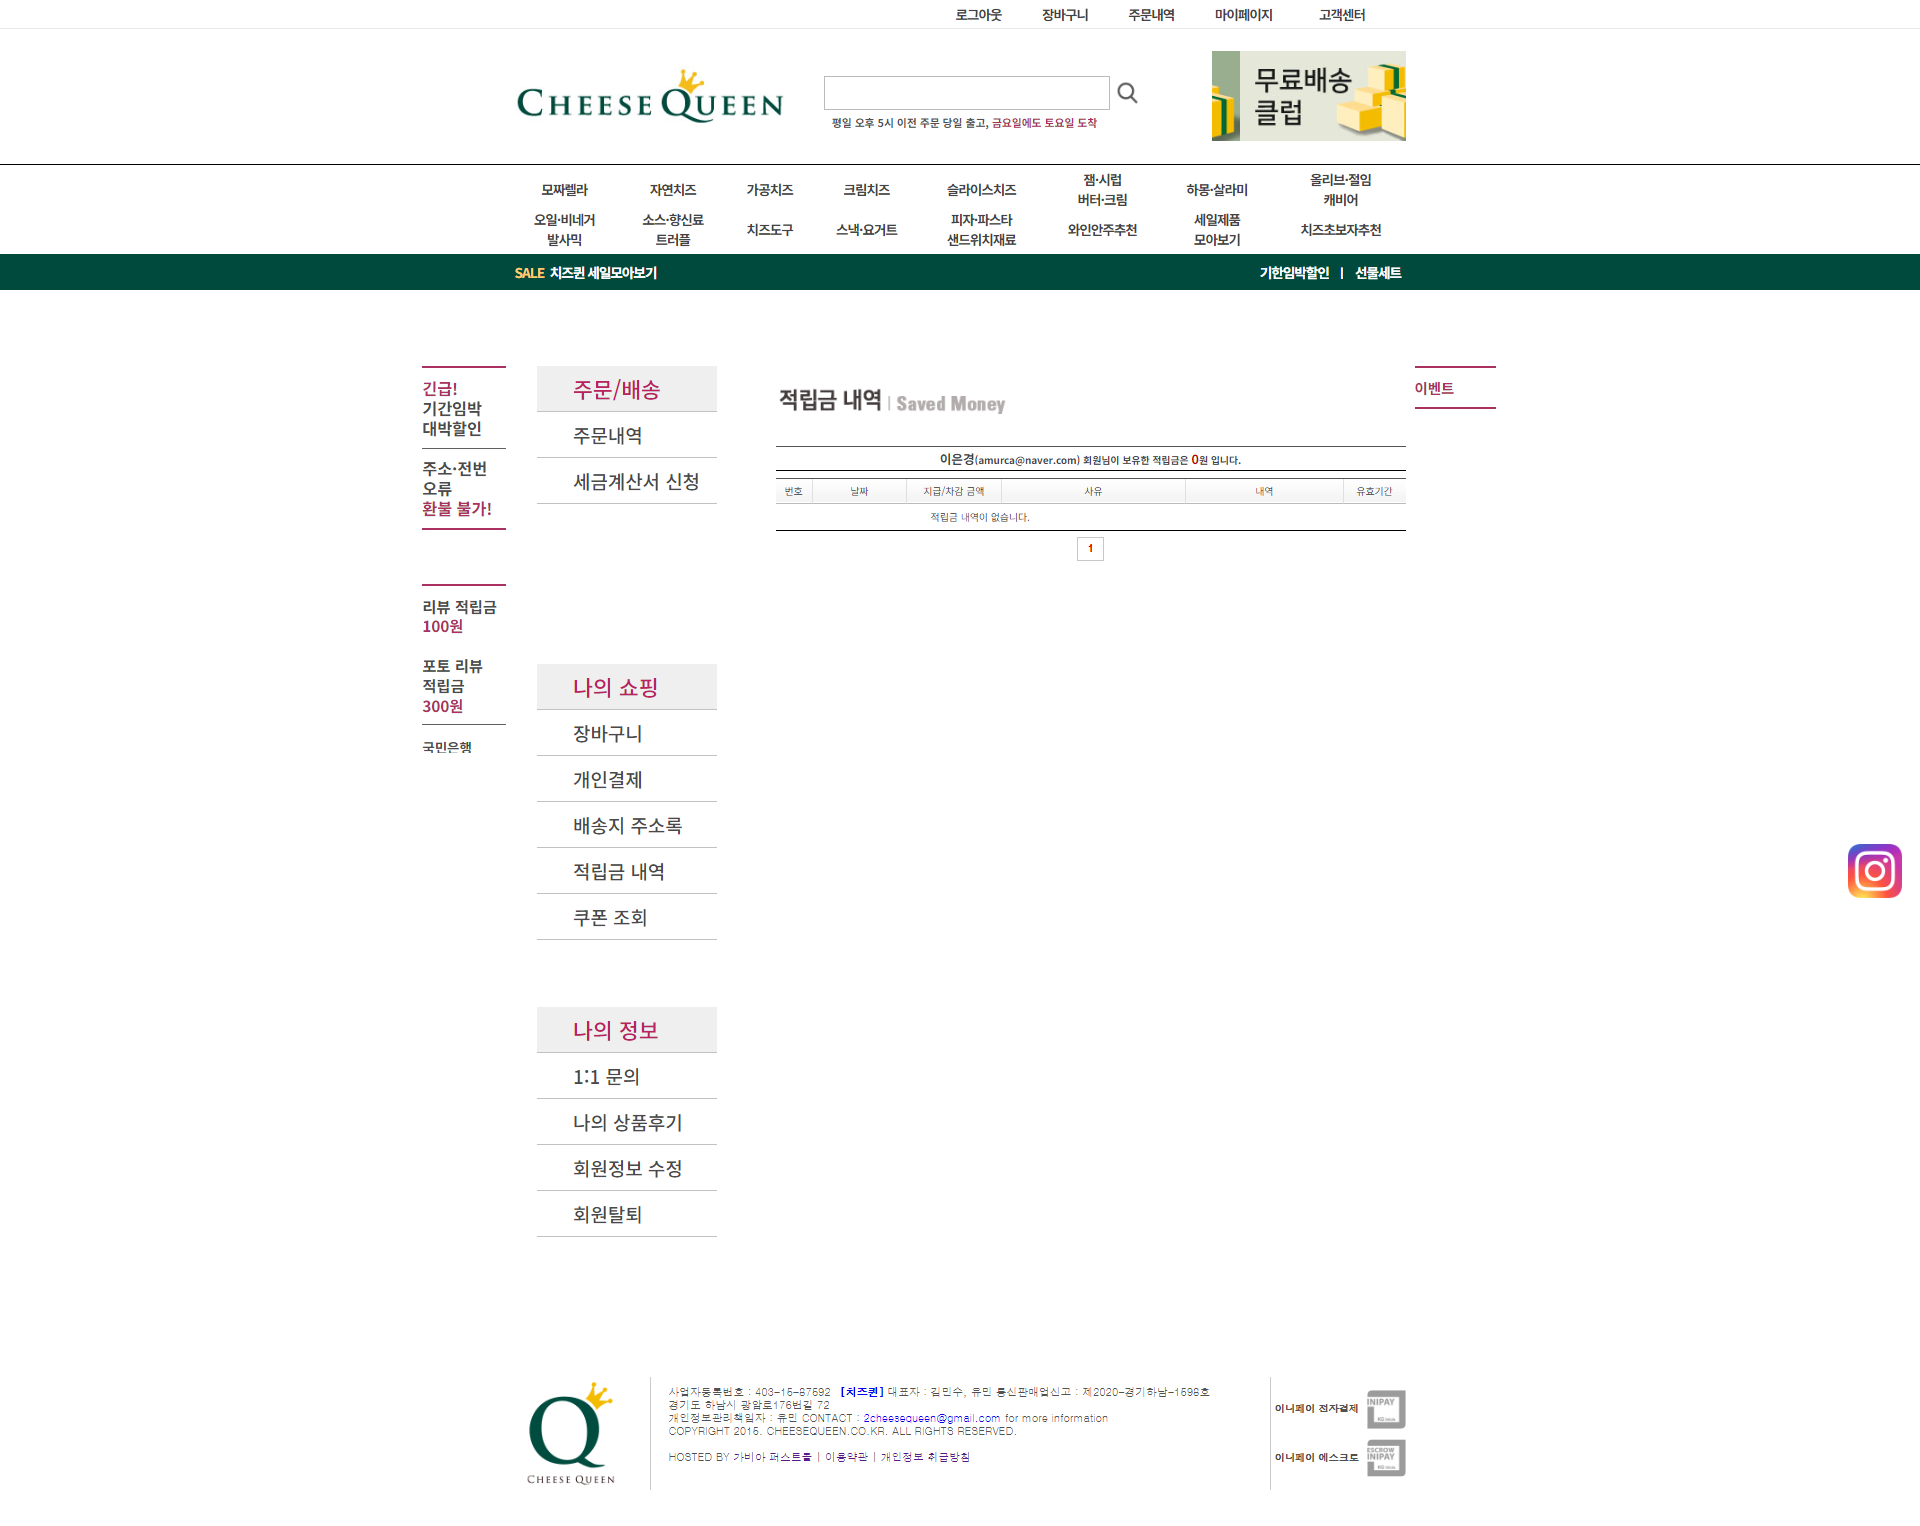 로그아웃 장바구니 주문내역 마이페이지 고객센터
CHEESE QUEEN
평일 오후 5시 이전 주문 당일 출고, 금요일에도 토요일 도착
무료배송
클럽
모짜렐라 자연치즈 가공치즈 크림치즈 슬라이스치즈 잼·시럽 버터·크림 하몽·살라미 올리브·절임 캐비어
오일·비네거 발사믹 소스·향신료 트러플 치즈도구 스낵·요거트 피자·파스타 샌드위치재료 와인안주추천 세일제품 모아보기 치즈초보자추천
SALE 치즈퀸 세일모아보기 기한임박할인 | 선물세트
긴급!
기간임박
대박할인
주소·전번
오류
환불 불가!
리뷰 적립금
100원
포토 리뷰
적립금
300원
국민은행
주문/배송
주문내역
세금계산서 신청
나의 쇼핑
장바구니
개인결제
배송지 주소록
적립금 내역
쿠폰 조회
나의 정보
1:1 문의
나의 상품후기
회원정보 수정
회원탈퇴
적립금 내역 | Saved Money
이은경(amurca@naver.com) 회원님이 보유한 적립금은 0원 입니다.
번호 날짜 지급/차감 금액 사유 내역 유효기간
적립금 내역이 없습니다.
1
이벤트
CHEESE QUEEN
사업자등록번호 : 403-15-87592 [치즈퀸] 대표자 : 김민수, 유민 통신판매업신고 : 제2020-경기하남-1598호
경기도 하남시 광암로176번길 72
개인정보관리책임자 : 유민 CONTACT : 2cheesequeen@gmail.com for more information
COPYRIGHT 2015. CHEESEQUEEN.CO.KR. ALL RIGHTS RESERVED.
HOSTED BY 가비아 퍼스트몰 | 이용약관 | 개인정보 취급방침
이니페이 전자결제 INIPAY
이니페이 에스크로 ESCROW INIPAY